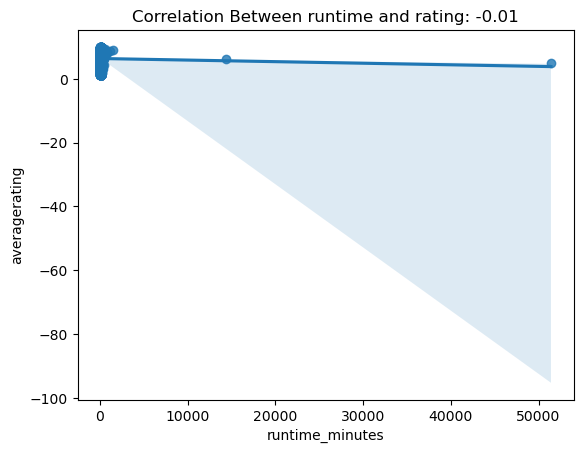 Correlation Between runtime and rating: -0.01
averagerating
0
−20
−40
−60
−80
−100
0 10000 20000 30000 40000 50000
runtime_minutes